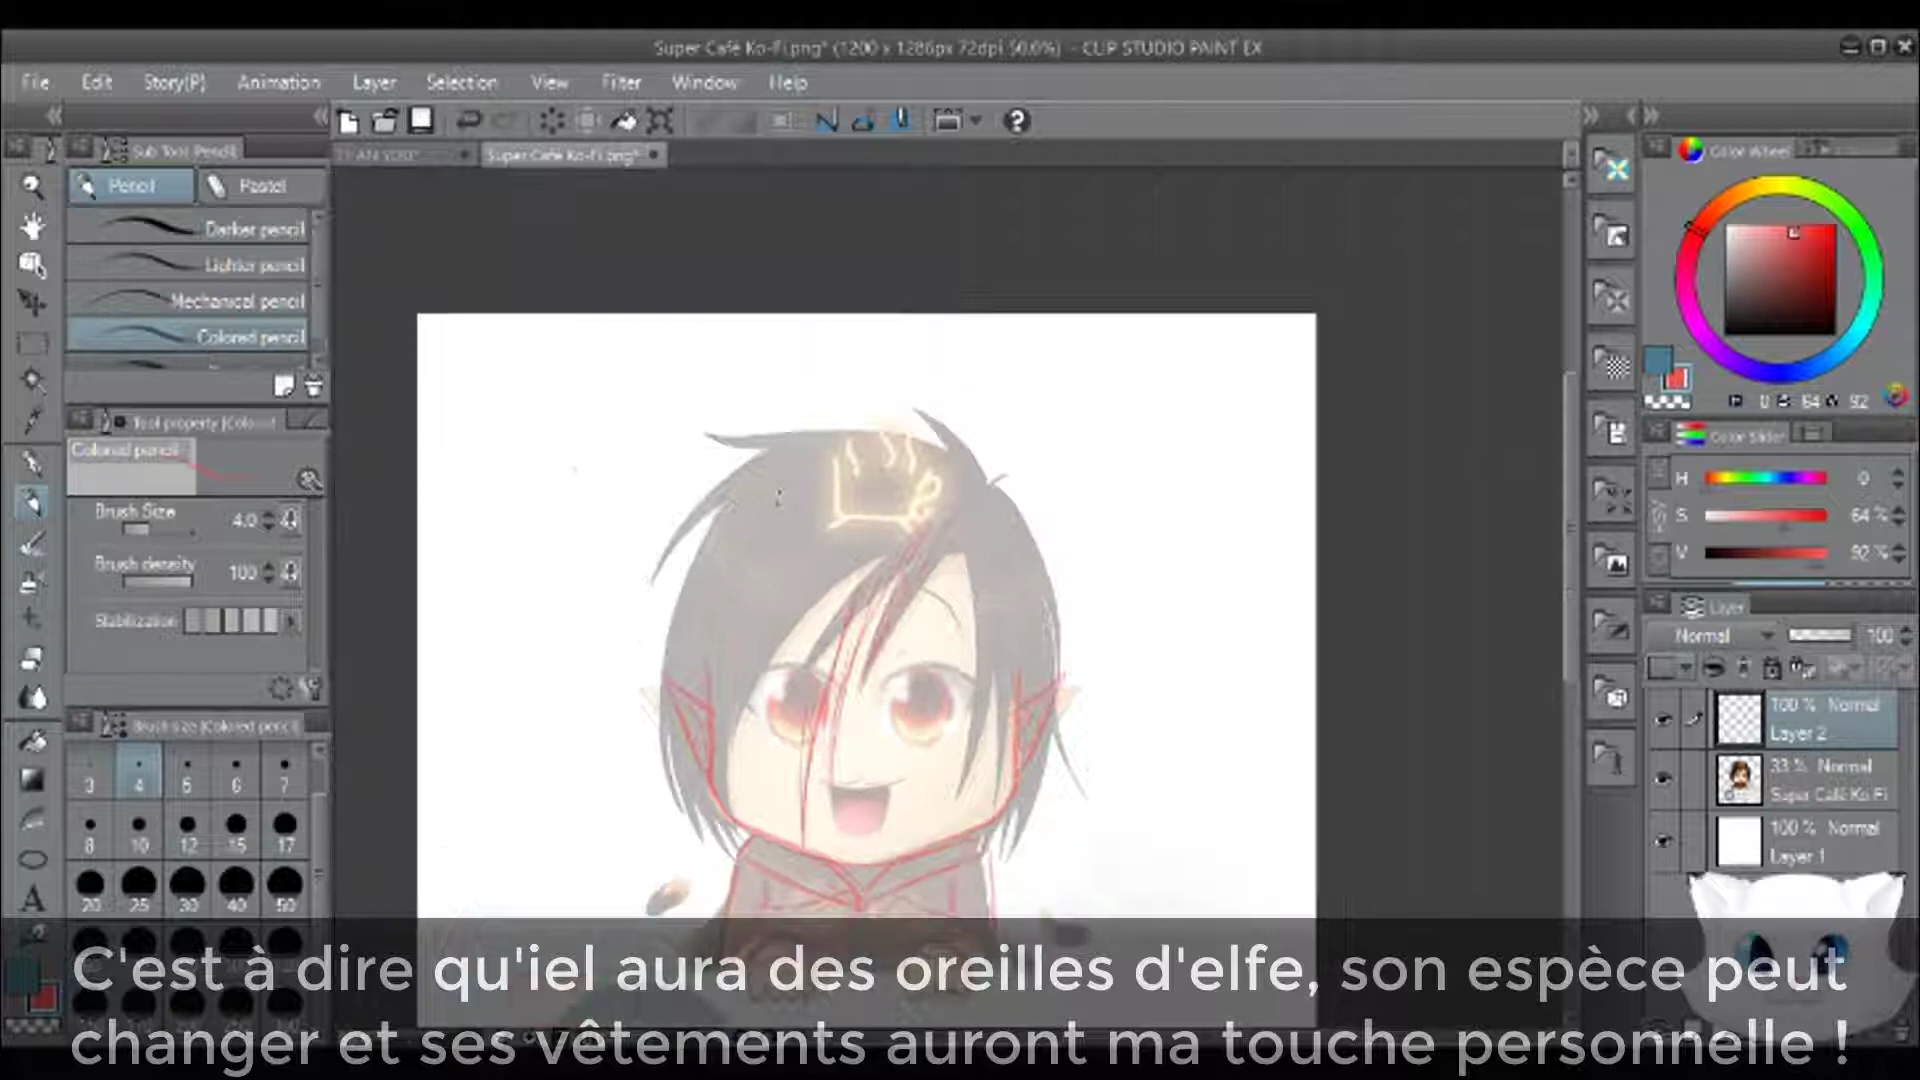 Super Café Ko-Fi.png* (1200 x 1286px 72dpi 50.0%) - CLIP STUDIO PAINT EX
File Edit Story(P) Animation Layer Selection View Filter Window Help
Sub Tool Pencil
Super Café Ko-Fi.png*
Color Wheel
Pencil Pastel
Darker pencil
Lighter pencil
Mechanical pencil
Colored pencil
0 64 92
Tool property
Colored pencil
Color Slider
H 0
S 64 %
V 92 %
Brush Size 4.0
Brush density 100
Stabilization
Layer
Normal 100
100 % Normal
Layer 2
33 % Normal
Super Café Ko-Fi
100 % Normal
Layer 1
Brush size [Colored pencil]
3 4 5 6 7
8 10 12 15 17
20 25 30 40 50
A
C'est à dire qu'iel aura des oreilles d'elfe, son espèce peut
changer et ses vêtements auront ma touche personnelle !